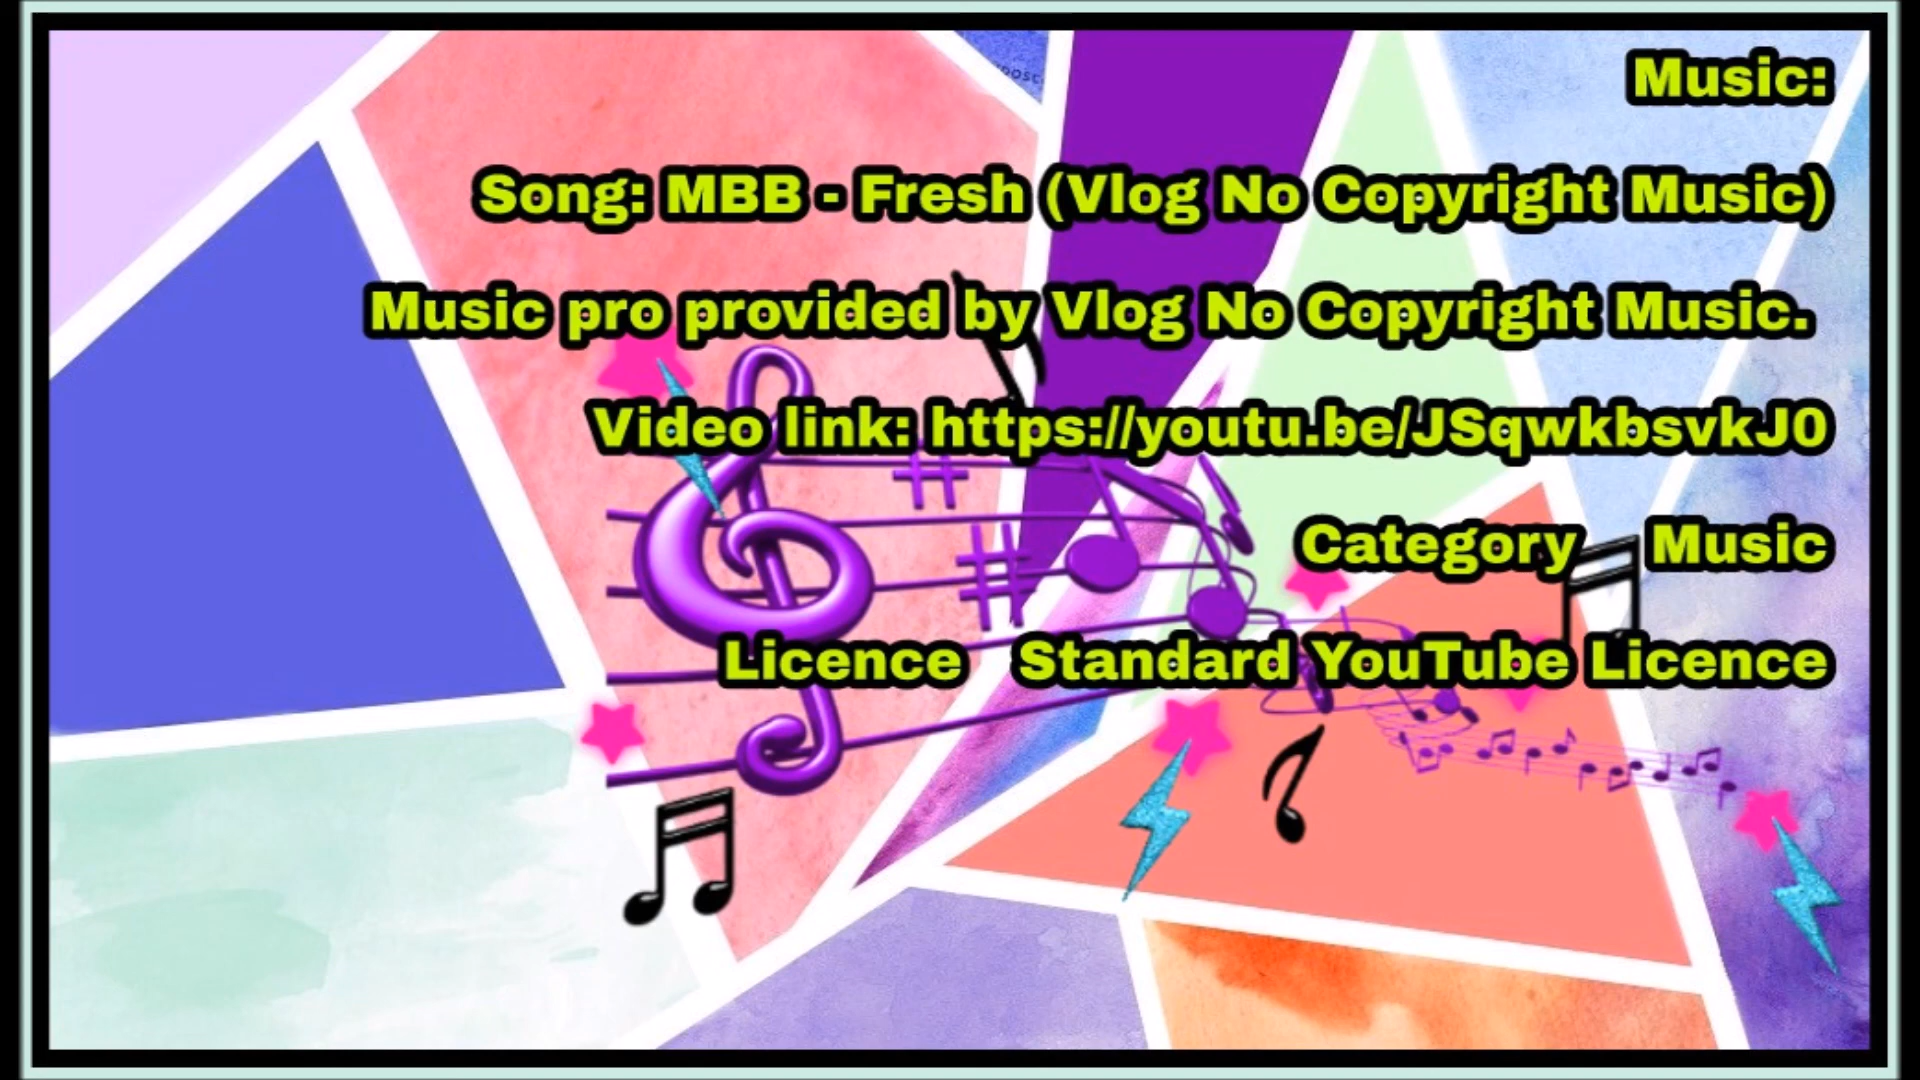 Music:
Song: MBB - Fresh (Vlog No Copyright Music)
Music pro provided by Vlog No Copyright Music.
Video link: https://youtu.be/JSqwkbsvkJ0
Category Music
Licence Standard YouTube Licence